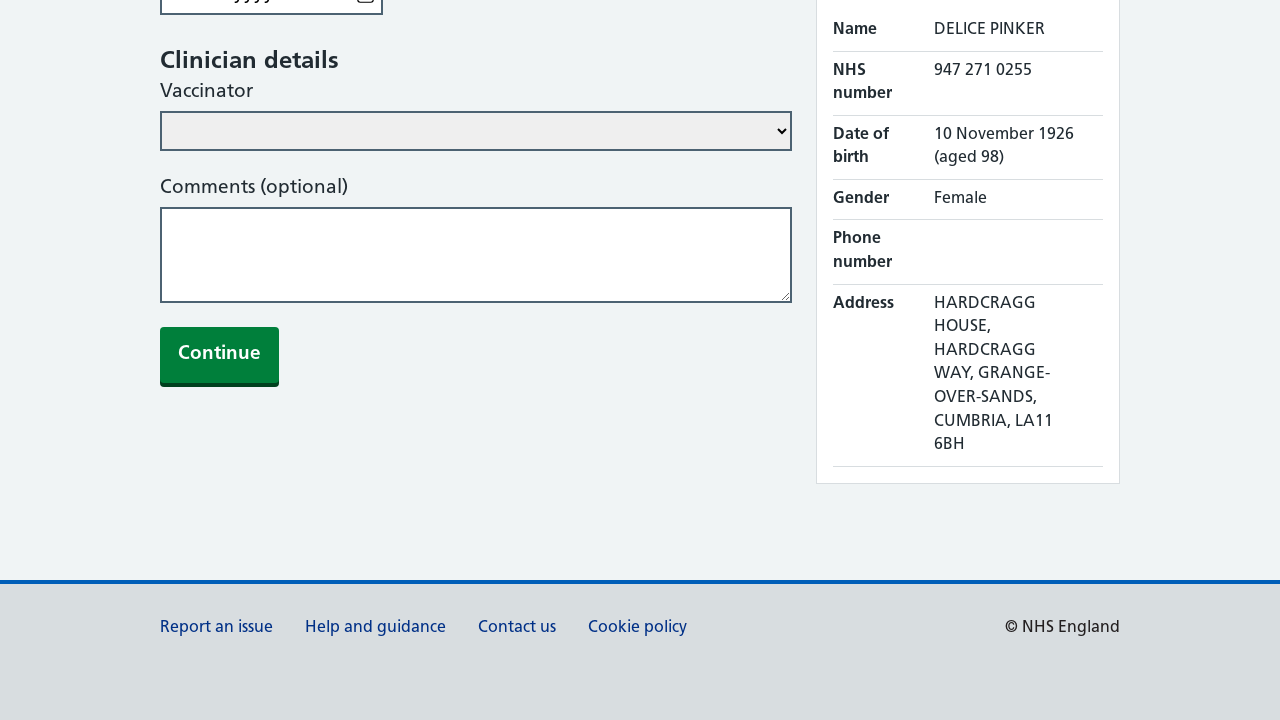 Clinician details
Vaccinator
Comments (optional)
Continue
Name DELICE PINKER
NHS number 947 271 0255
Date of birth 10 November 1926 (aged 98)
Gender Female
Phone number
Address HARDCRAGG
HOUSE,
HARDCRAGG
WAY, GRANGE-
OVER-SANDS,
CUMBRIA, LA11
6BH
Report an issue Help and guidance Contact us Cookie policy © NHS England